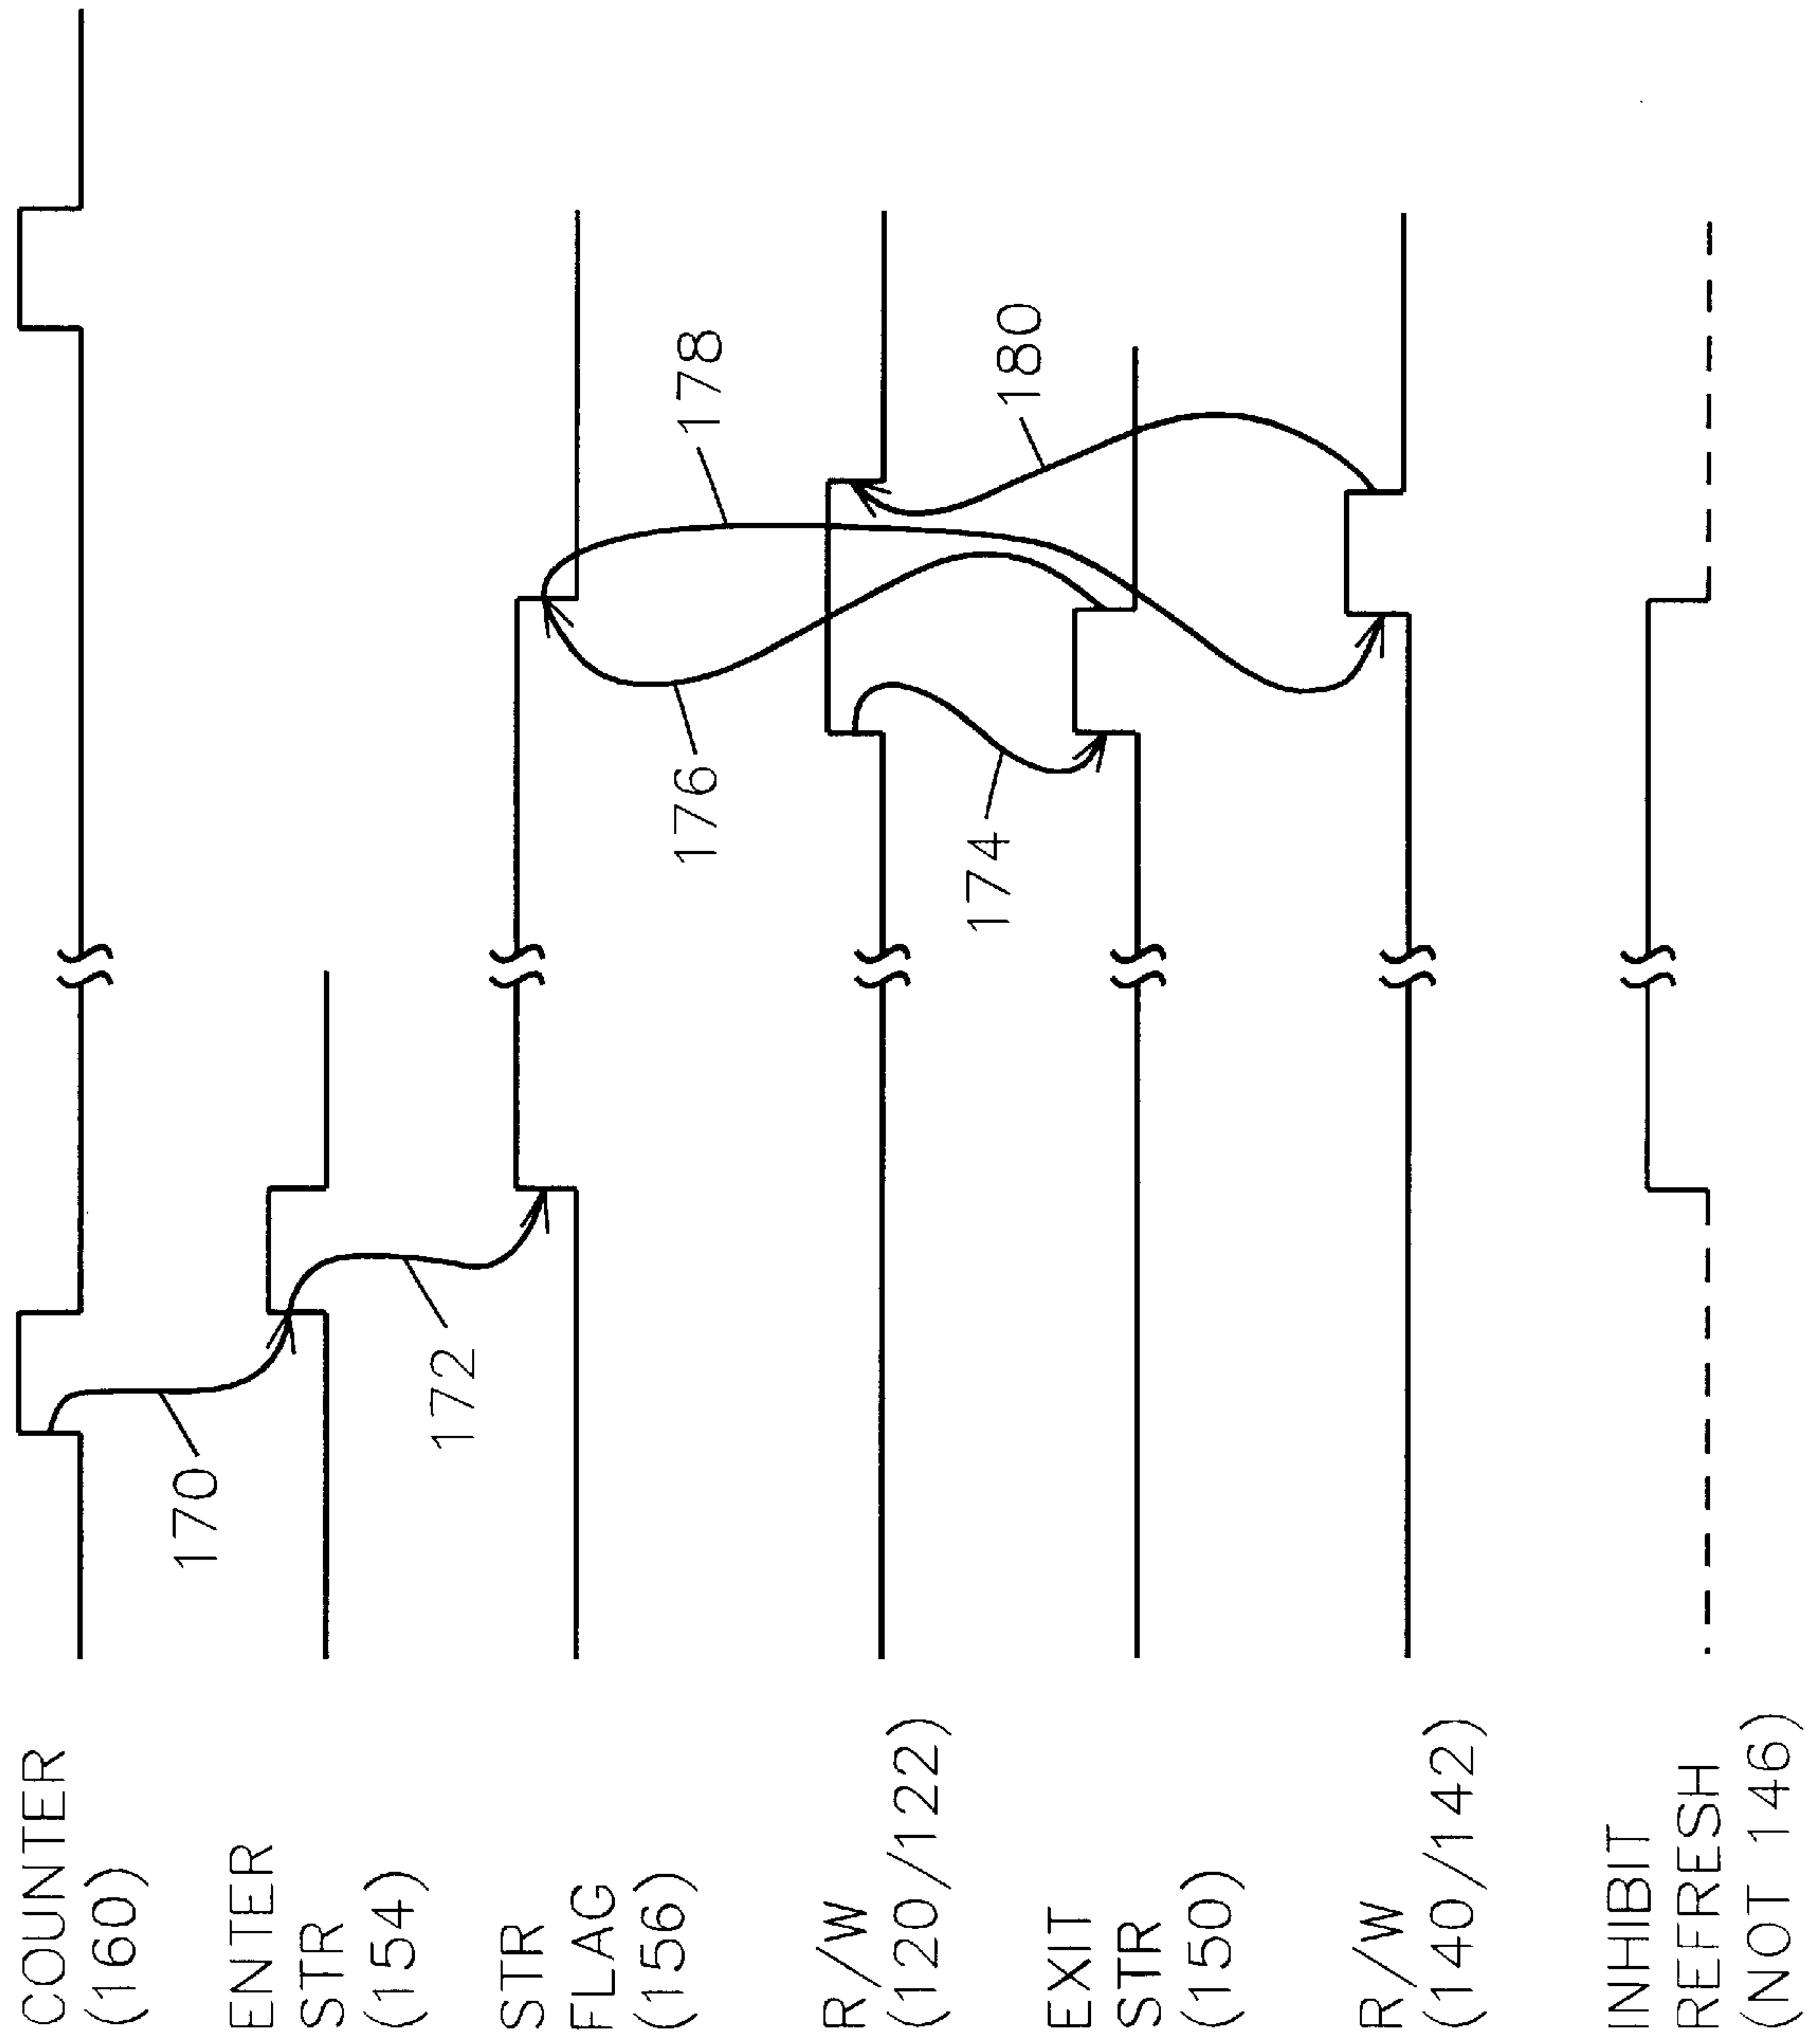 COUNTER
(160)
ENTER
STR
(154)
STR
FLAG
(156)
R/W
(120/122)
EXIT
STR
(150)
R/W
(140/142)
INHIBIT
REFRESH
(NOT 146)
170
172
174
176
178
180